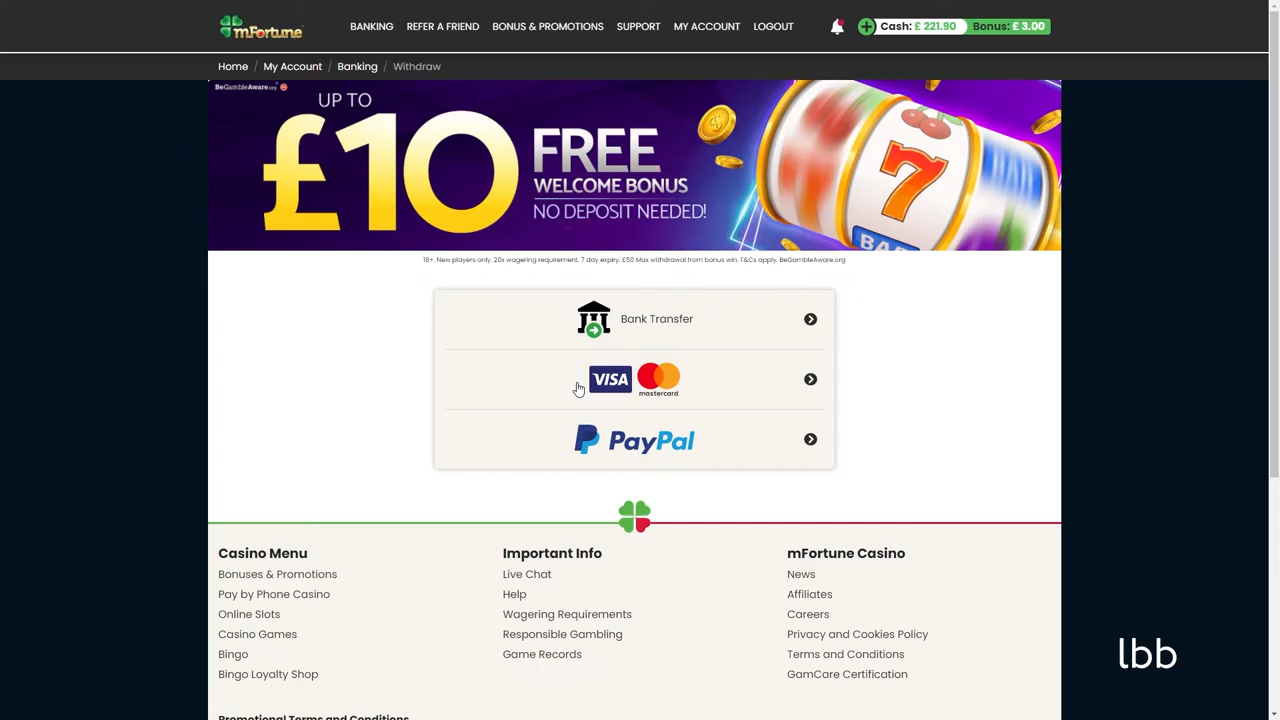 mFortune
BANKING REFER A FRIEND BONUS & PROMOTIONS SUPPORT MY ACCOUNT LOGOUT
Cash: £ 221.90 Bonus: £ 3.00
Home / My Account / Banking / Withdraw
BeGambleAware.org
UP TO
£10
FREE
WELCOME BONUS
NO DEPOSIT NEEDED!
7
BAR
18+. New players only. 20x wagering requirement. 7 day expiry. £50 Max withdrawal from bonus win. T&Cs apply. BeGambleAware.org
Bank Transfer
VISA mastercard
PayPal
Casino Menu
Bonuses & Promotions
Pay by Phone Casino
Online Slots
Casino Games
Bingo
Bingo Loyalty Shop
Important Info
Live Chat
Help
Wagering Requirements
Responsible Gambling
Game Records
mFortune Casino
News
Affiliates
Careers
Privacy and Cookies Policy
Terms and Conditions
GamCare Certification
lbb
Promotional Terms and Conditions